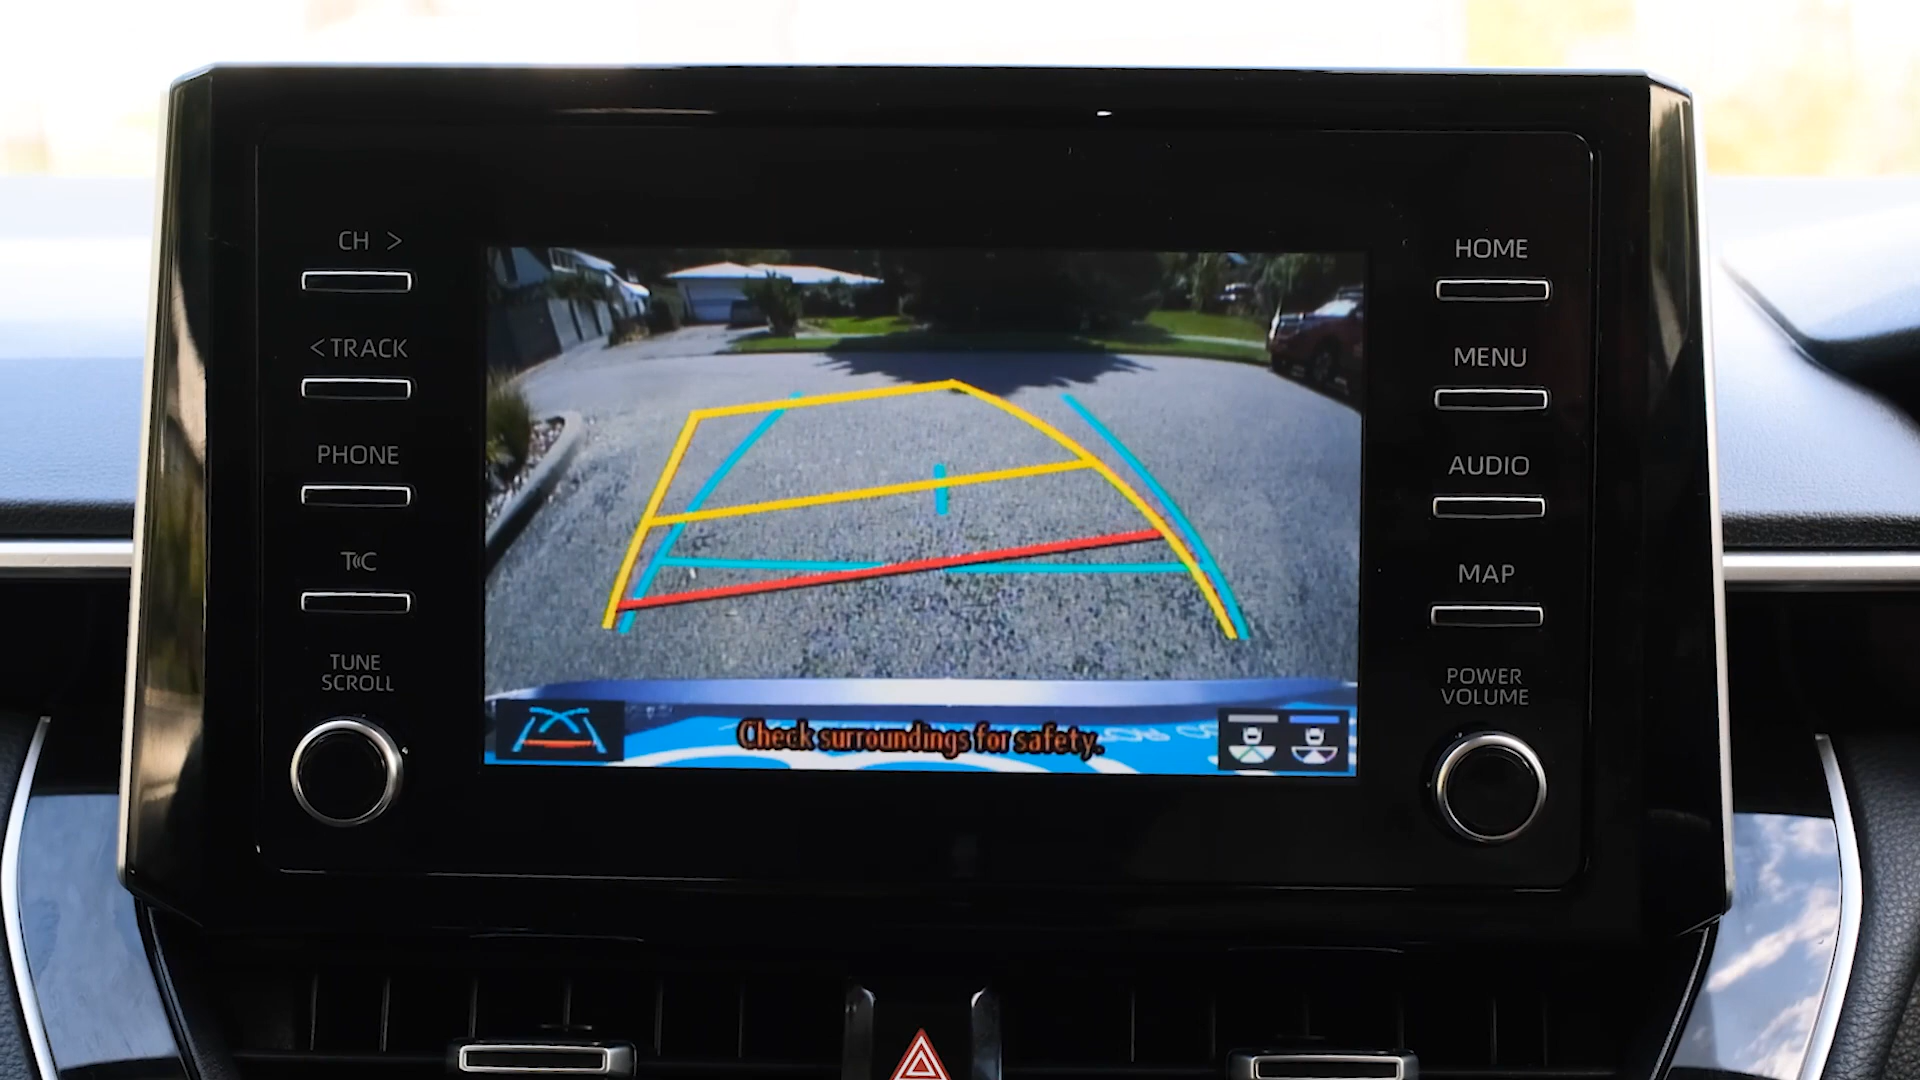 CH >
< TRACK
PHONE
T«C
TUNE
SCROLL
Check surroundings for safety.
HOME
MENU
AUDIO
MAP
POWER
VOLUME